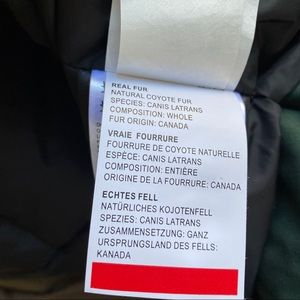 REAL FUR
NATURAL COYOTE FUR
SPECIES: CANIS LATRANS
COMPOSITION: WHOLE
FUR ORIGIN: CANADA
VRAIE FOURRURE
FOURRURE DE COYOTE NATURELLE
ESPÈCE: CANIS LATRANS
COMPOSITION: ENTIÈRE
ORIGINE DE LA FOURRURE: CANADA
ECHTES FELL
NATÜRLICHES KOJOTENFELL
SPEZIES: CANIS LATRANS
ZUSAMMENSETZUNG: GANZ
URSPRUNGSLAND DES FELLS:
KANADA